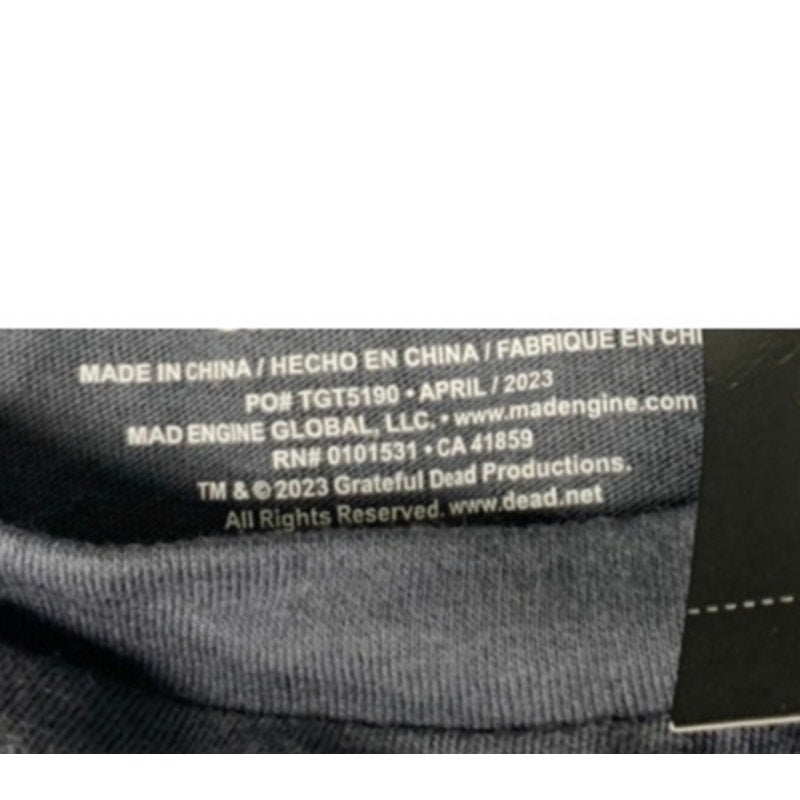 MADE IN CHINA / HECHO EN CHINA / FABRIQUE EN CHI
PO# TGT5190 • APRIL / 2023
MAD ENGINE GLOBAL, LLC. • www.madengine.com
RN# 0101531 • CA 41859
TM & © 2023 Grateful Dead Productions.
All Rights Reserved. www.dead.net